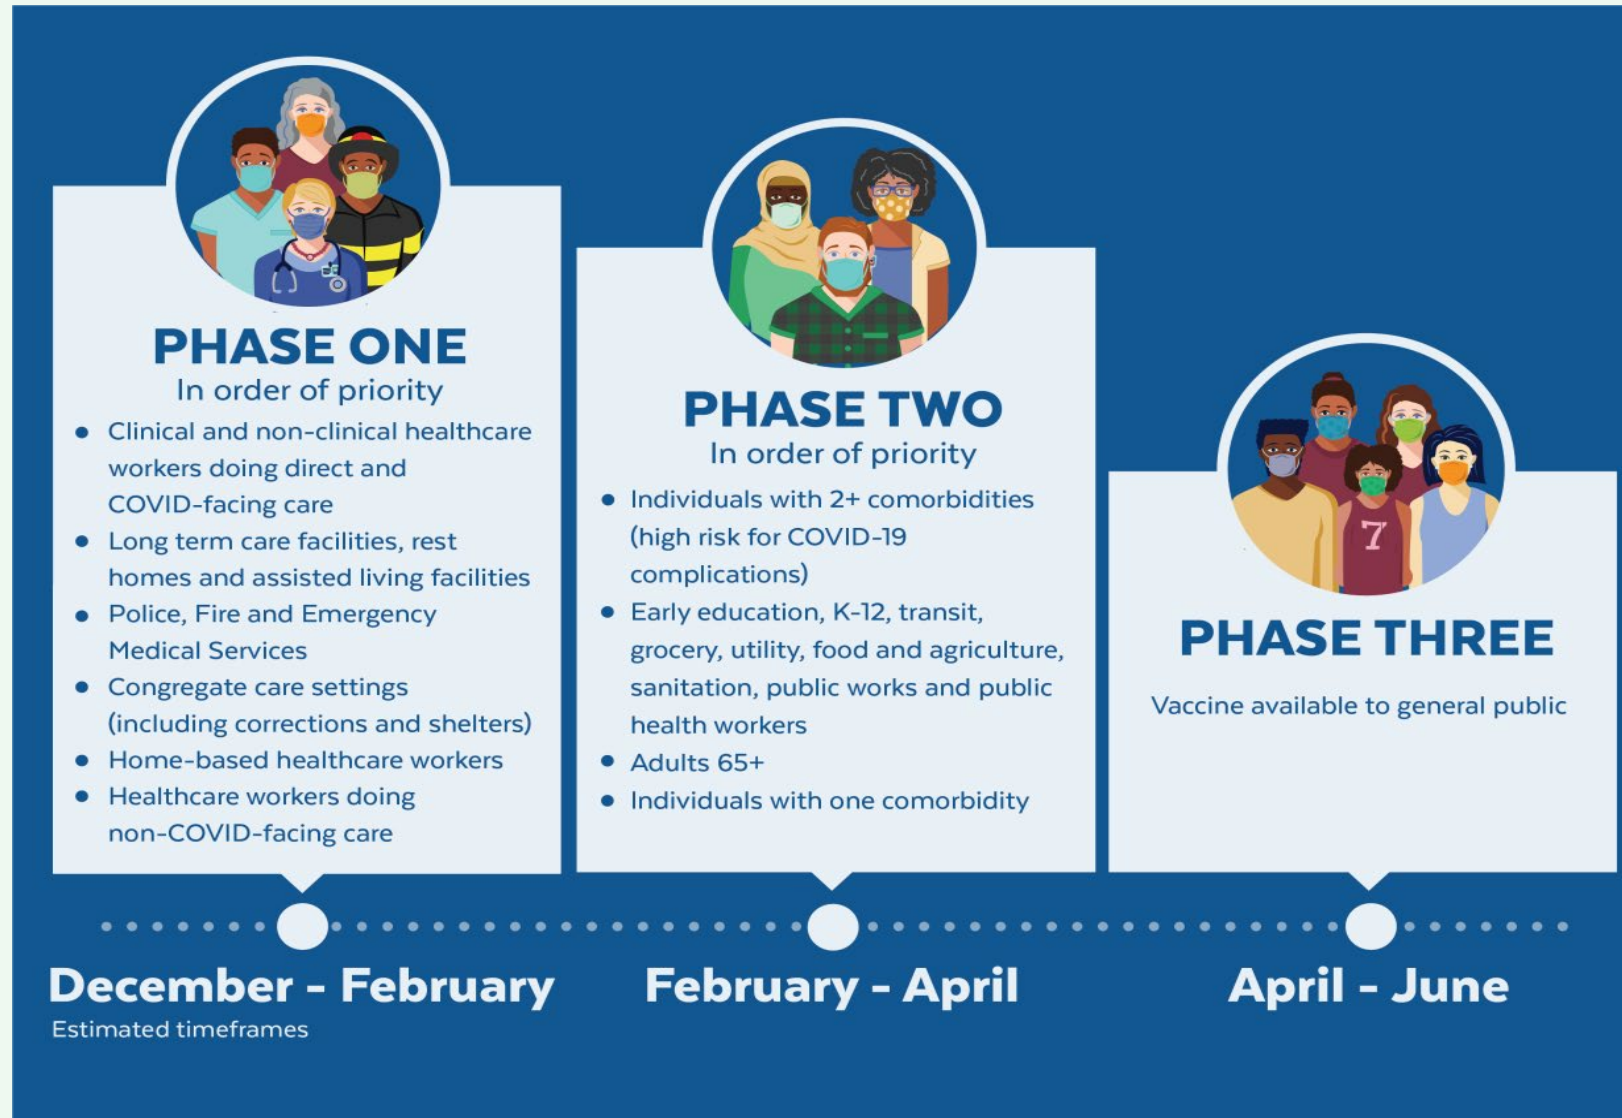 PHASE ONE
In order of priority
• Clinical and non-clinical healthcare
workers doing direct and
COVID-facing care
• Long term care facilities, rest
homes and assisted living facilities
• Police, Fire and Emergency
Medical Services
• Congregate care settings
(including corrections and shelters)
• Home-based healthcare workers
• Healthcare workers doing
non-COVID-facing care
PHASE TWO
In order of priority
• Individuals with 2+ comorbidities
(high risk for COVID-19
complications)
• Early education, K-12, transit,
grocery, utility, food and agriculture,
sanitation, public works and public
health workers
• Adults 65+
• Individuals with one comorbidity
7
PHASE THREE
Vaccine available to general public
December - February
Estimated timeframes
February - April
April - June